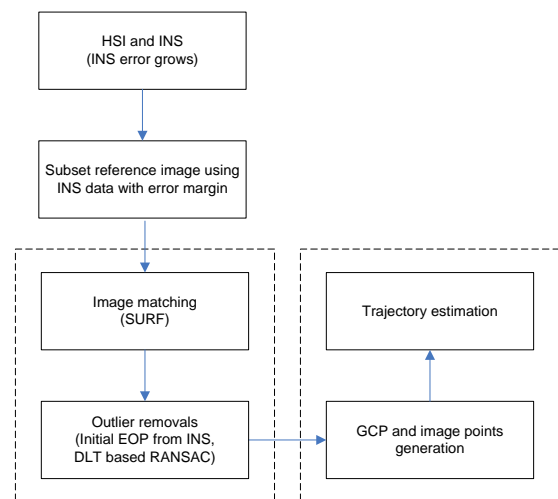 HSI and INS
(INS error grows)
Subset reference image using
INS data with error margin
Image matching
(SURF)
Outlier removals
(Initial EOP from INS,
DLT based RANSAC)
Trajectory estimation
GCP and image points
generation